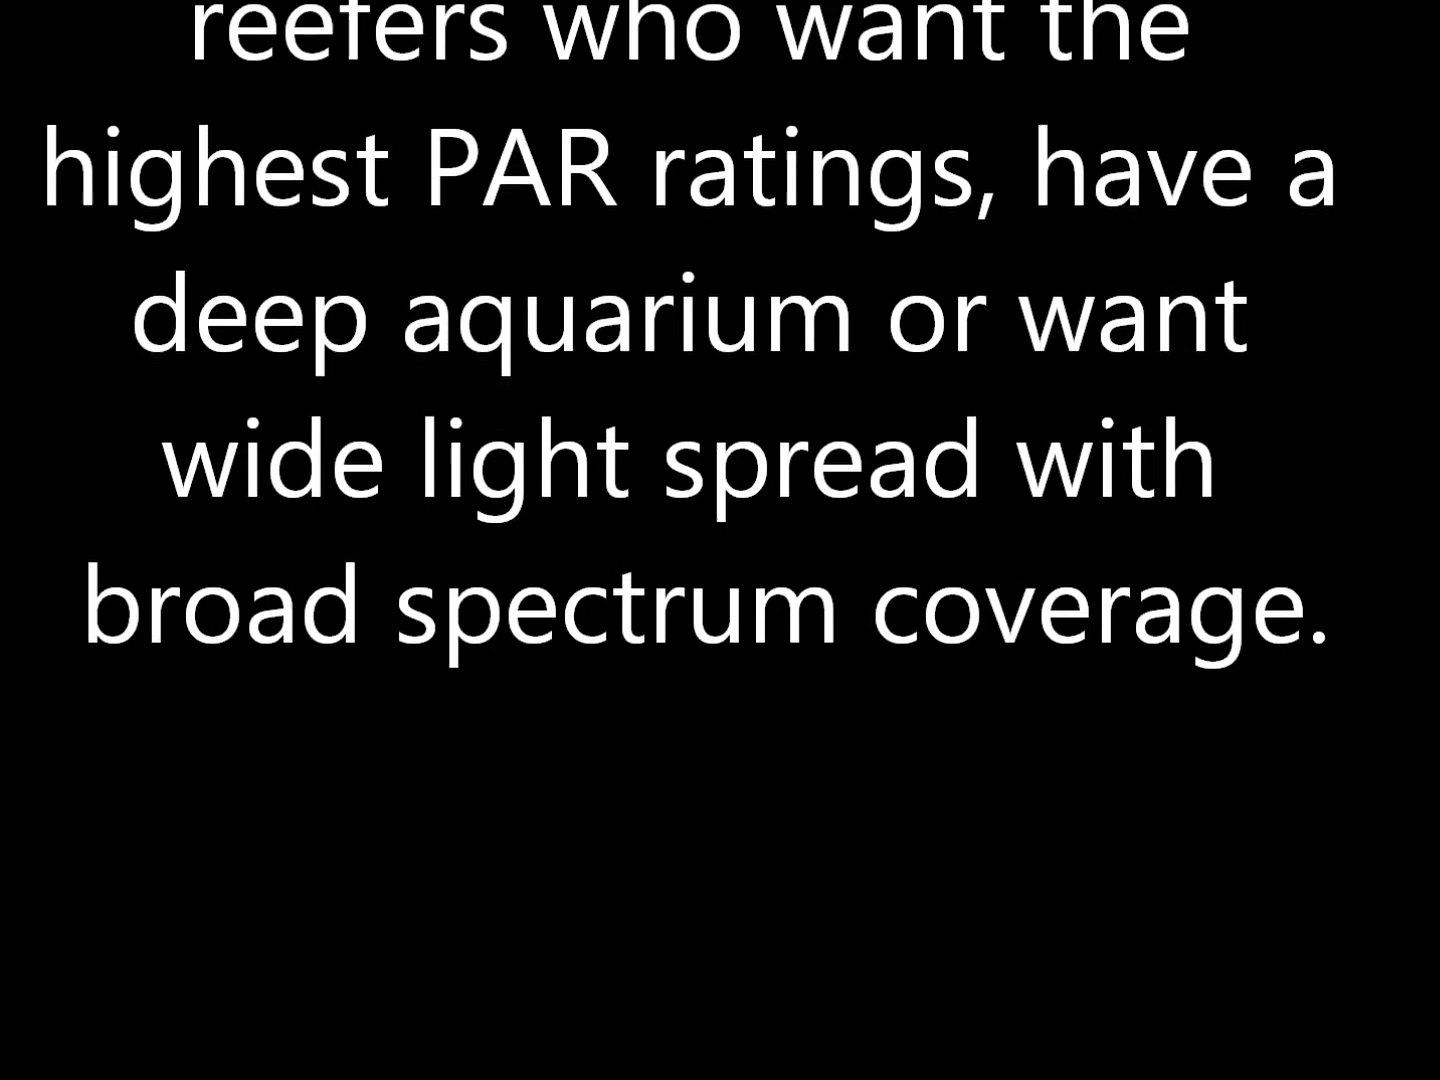 reefers who want the
highest PAR ratings, have a
deep aquarium or want
wide light spread with
broad spectrum coverage.